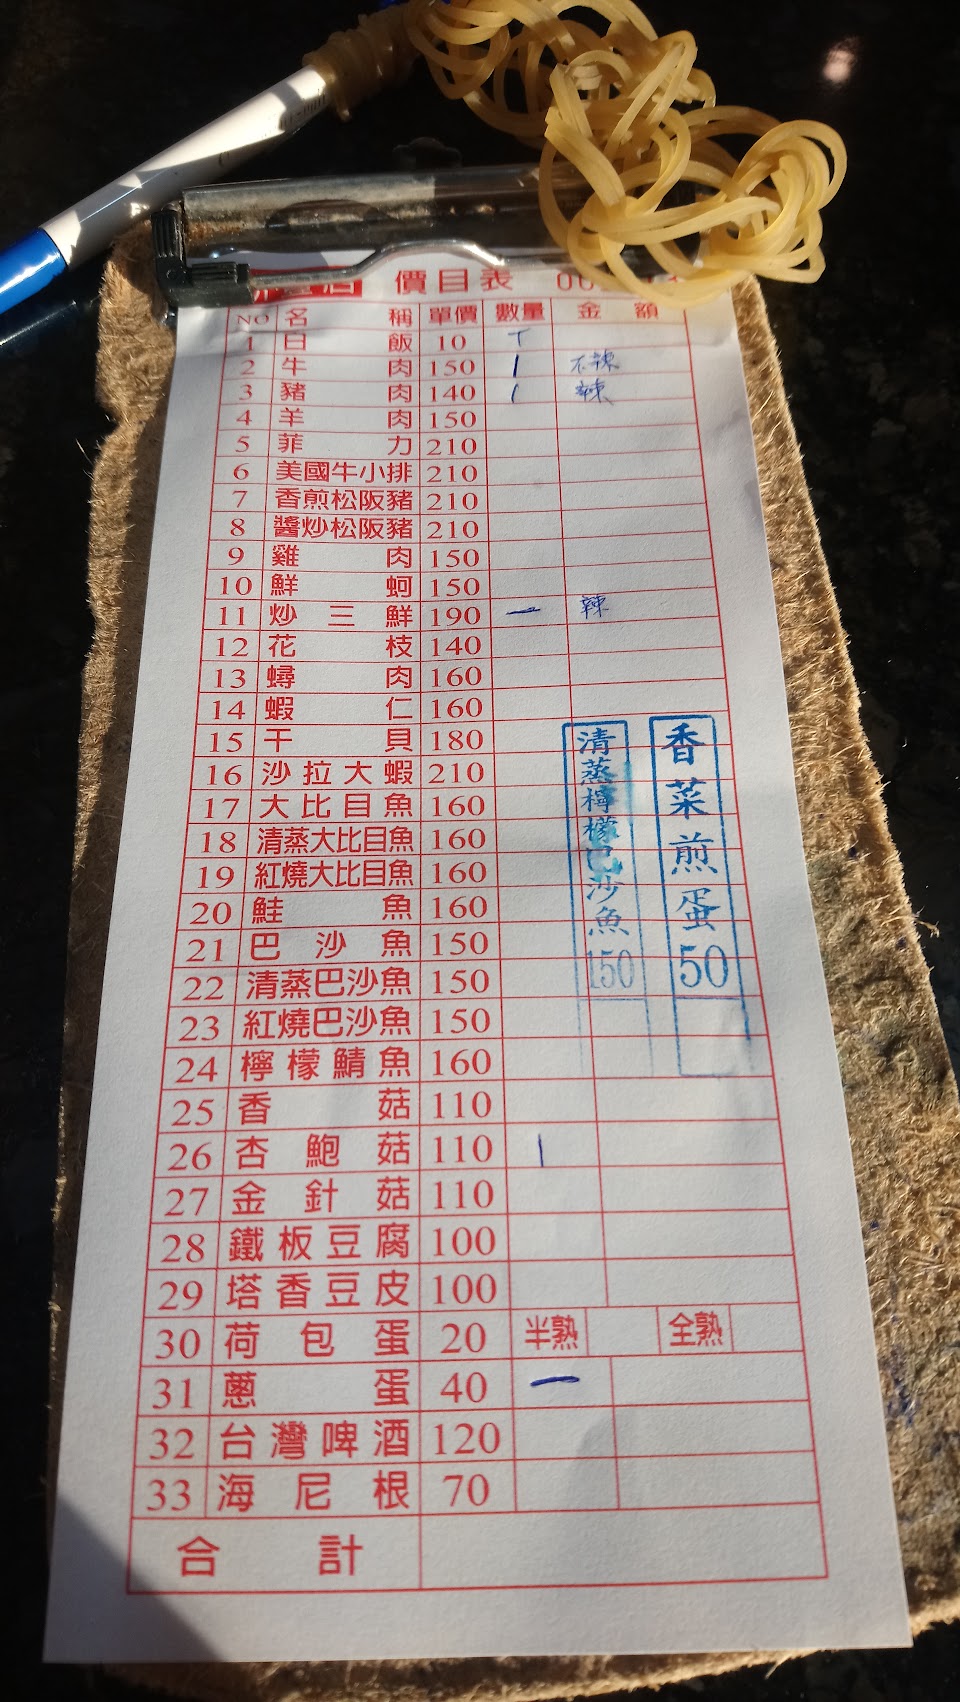 價目表
NO 名稱 單價 數量 金額
1 白飯 10 T
2 牛肉 150 | 不辣
3 豬肉 140 | 辣
4 羊肉 150
5 菲力 210
6 美國牛小排 210
7 香煎松阪豬 210
8 醬炒松阪豬 210
9 雞肉 150
10 鮮蚵 150
11 炒三鮮 190 一 辣
12 花枝 140
13 蟳肉 160
14 蝦仁 160
15 干貝 180
16 沙拉大蝦 210
17 大比目魚 160
18 清蒸大比目魚 160
19 紅燒大比目魚 160
20 鮭魚 160
21 巴沙魚 150
22 清蒸巴沙魚 150
23 紅燒巴沙魚 150
24 檸檬鯖魚 160
25 香菇 110
26 杏鮑菇 110 |
27 金針菇 110
28 鐵板豆腐 100
29 塔香豆皮 100
30 荷包蛋 20 半熟 全熟
31 蔥蛋 40 一
32 台灣啤酒 120
33 海尼根 70
合計
香菜煎蛋50
清蒸檸檬巴沙魚150